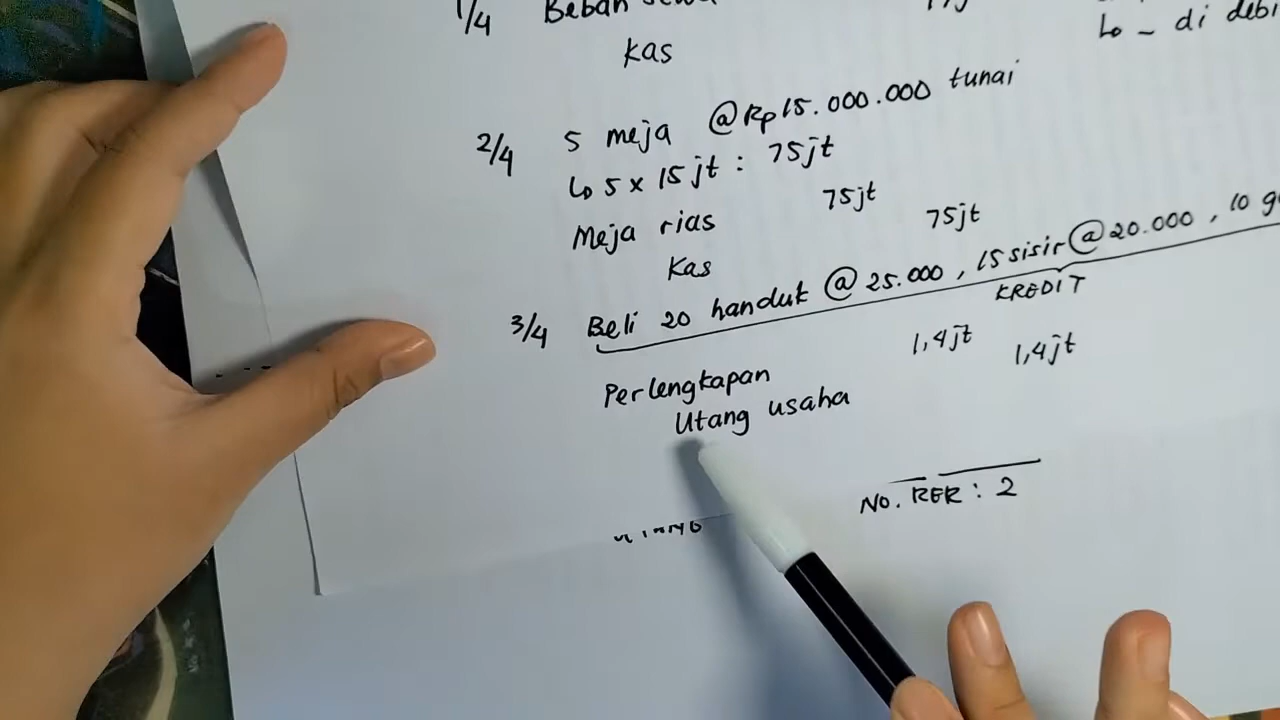 1/4 Beban
Kas
Lo - di debi
2/4 5 meja @Rp15.000.000 tunai
↳ 5 x 15 jt : 75jt
Meja rias 75jt
Kas 75jt
3/4 Beli 20 handuk @ 25.000, 15 sisir @ 20.000, 10
KREDIT
Perlengkapan 1,4jt
Utang usaha 1,4jt
No. RER : 2